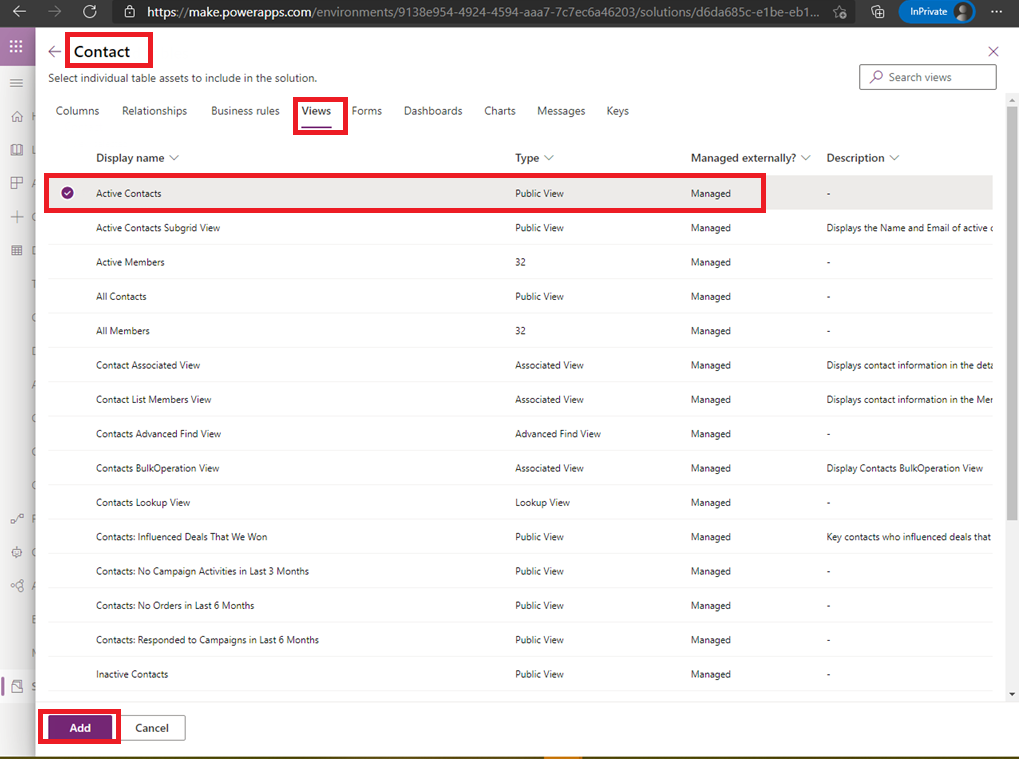 https://make.powerapps.com/environments/9138e954-4924-4594-aaa7-7c7ec6a46203/solutions/d6da685c-e1be-eb1...
InPrivate
Contact
Select individual table assets to include in the solution.
Search views
Columns Relationships Business rules Views Forms Dashboards Charts Messages Keys
Display name Type Managed externally? Description
Active Contacts Public View Managed -
Active Contacts Subgrid View Public View Managed Displays the Name and Email of active c
Active Members 32 Managed -
All Contacts Public View Managed -
All Members 32 Managed -
Contact Associated View Associated View Managed Displays contact information in the deta
Contact List Members View Associated View Managed Displays contact information in the Mer
Contacts Advanced Find View Advanced Find View Managed -
Contacts BulkOperation View Associated View Managed Display Contacts BulkOperation View
Contacts Lookup View Lookup View Managed -
Contacts: Influenced Deals That We Won Public View Managed Key contacts who influenced deals that
Contacts: No Campaign Activities in Last 3 Months Public View Managed -
Contacts: No Orders in Last 6 Months Public View Managed -
Contacts: Responded to Campaigns in Last 6 Months Public View Managed -
Inactive Contacts Public View Managed -
Add Cancel